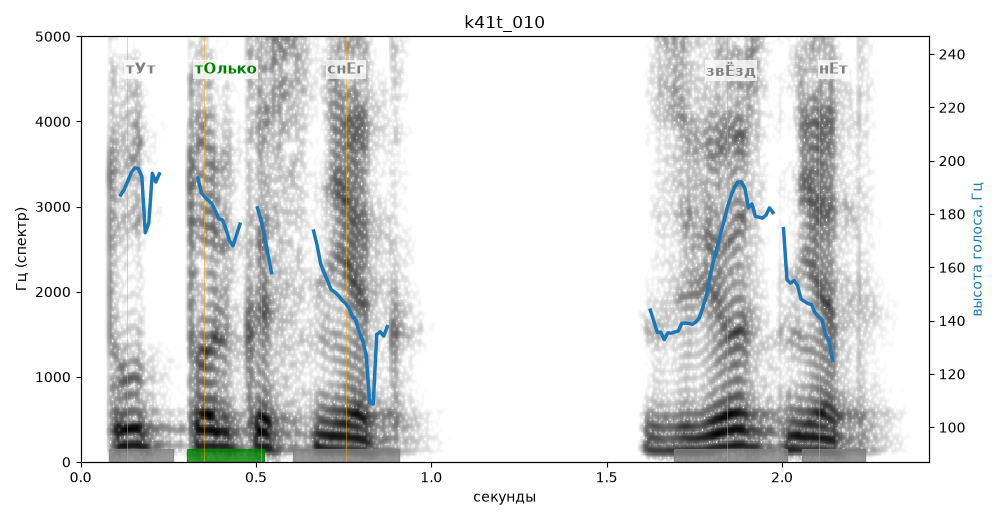 k41t_010
5000
4000
3000
2000
1000
0
Гц (спектр)
тУт
тОлько
снЕг
звЁзд
нЕт
240
220
200
180
160
140
120
100
высота голоса, Гц
0.0
0.5
1.0
1.5
2.0
секунды